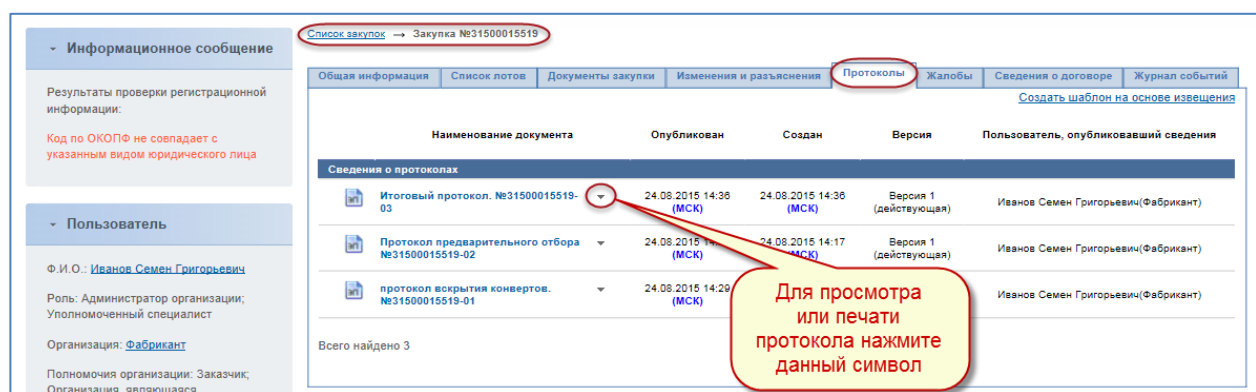 Информационное сообщение
Результаты проверки регистрационной
информации:
Код по ОКОПФ не совпадает с
указанным видом юридического лица
Пользователь
Ф.И.О.: Иванов Семен Григорьевич
Роль: Администратор организации;
Уполномоченный специалист
Организация: Фабрикант
Полномочия организации: Заказчик;
Организация, являющаяся
Список закупок → Закупка №31500015519
Общая информация Список лотов Документы закупки Изменения и разъяснения Протоколы Жалобы Сведения о договоре Журнал событий
Создать шаблон на основе извещения
Наименование документа Опубликован Создан Версия Пользователь, опубликовавший сведения
Сведения о протоколах
Итоговый протокол. №31500015519-
03
24.08.2015 14:36
(МСК)
24.08.2015 14:36
(МСК)
Версия 1
(действующая)
Иванов Семен Григорьевич(Фабрикант)
Протокол предварительного отбора
№31500015519-02
24.08.2015
(МСК)
24.08.2015 14:17
(МСК)
Версия 1
(действующая)
Иванов Семен Григорьевич(Фабрикант)
протокол вскрытия конвертов.
№31500015519-01
24.08.2015 14:29
(МСК)
Иванов Семен Григорьевич(Фабрикант)
Всего найдено 3
Для просмотра
или печати
протокола нажмите
данный символ